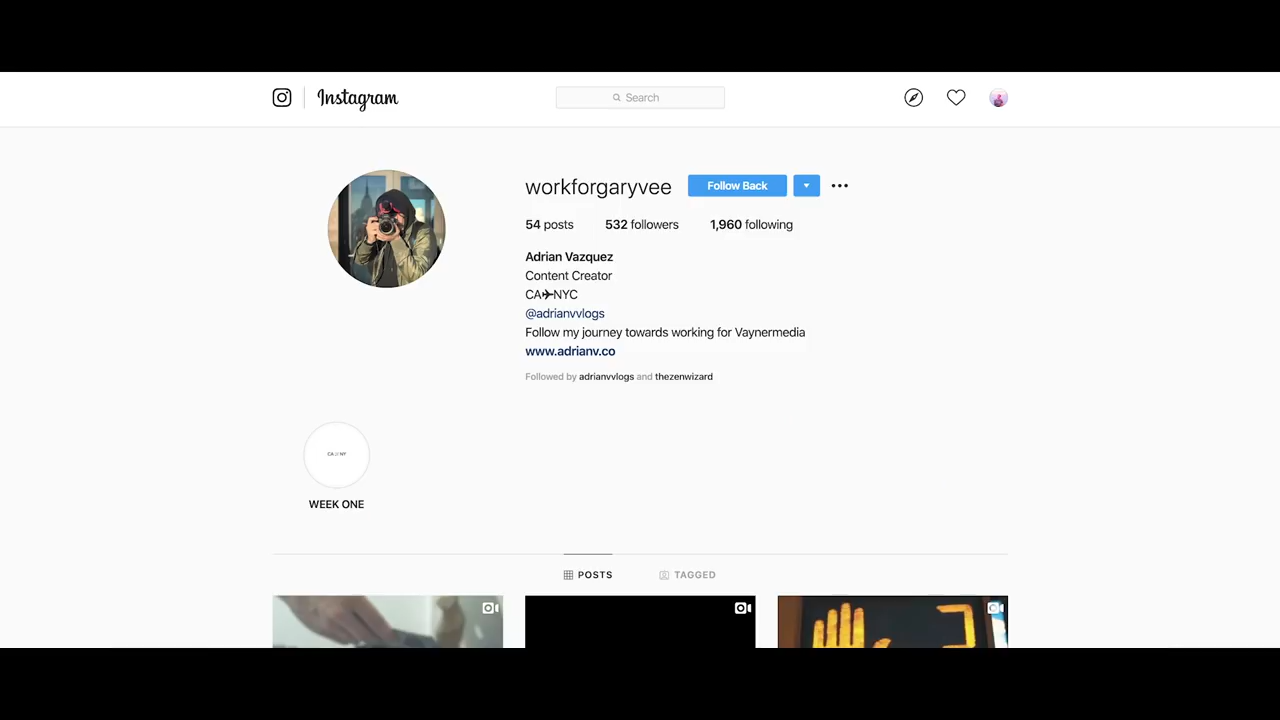 Instagram
Search
workforgaryvee
Follow Back
54 posts 532 followers 1,960 following
Adrian Vazquez
Content Creator
CA✈NYC
@adrianvvlogs
Follow my journey towards working for Vaynermedia
www.adrianv.co
Followed by adrianvvlogs and thezenwizard
WEEK ONE
POSTS TAGGED
2